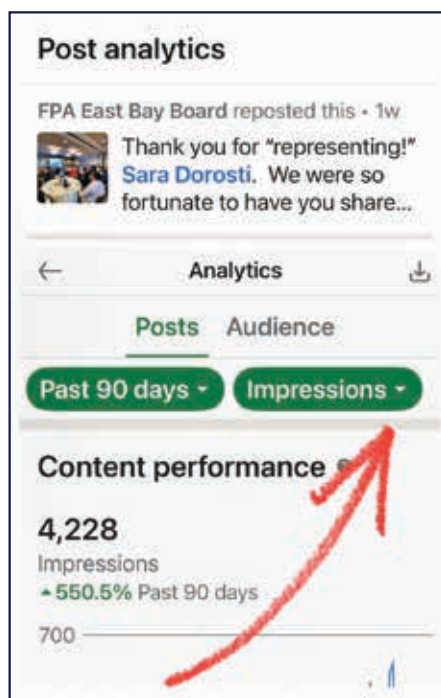 Post analytics
FPA East Bay Board reposted this • 1w
Thank you for “representing!”
Sara Dorosti. We were so
fortunate to have you share...
Analytics
Posts Audience
Past 90 days Impressions
Content performance
4,228
Impressions
550.5% Past 90 days
700